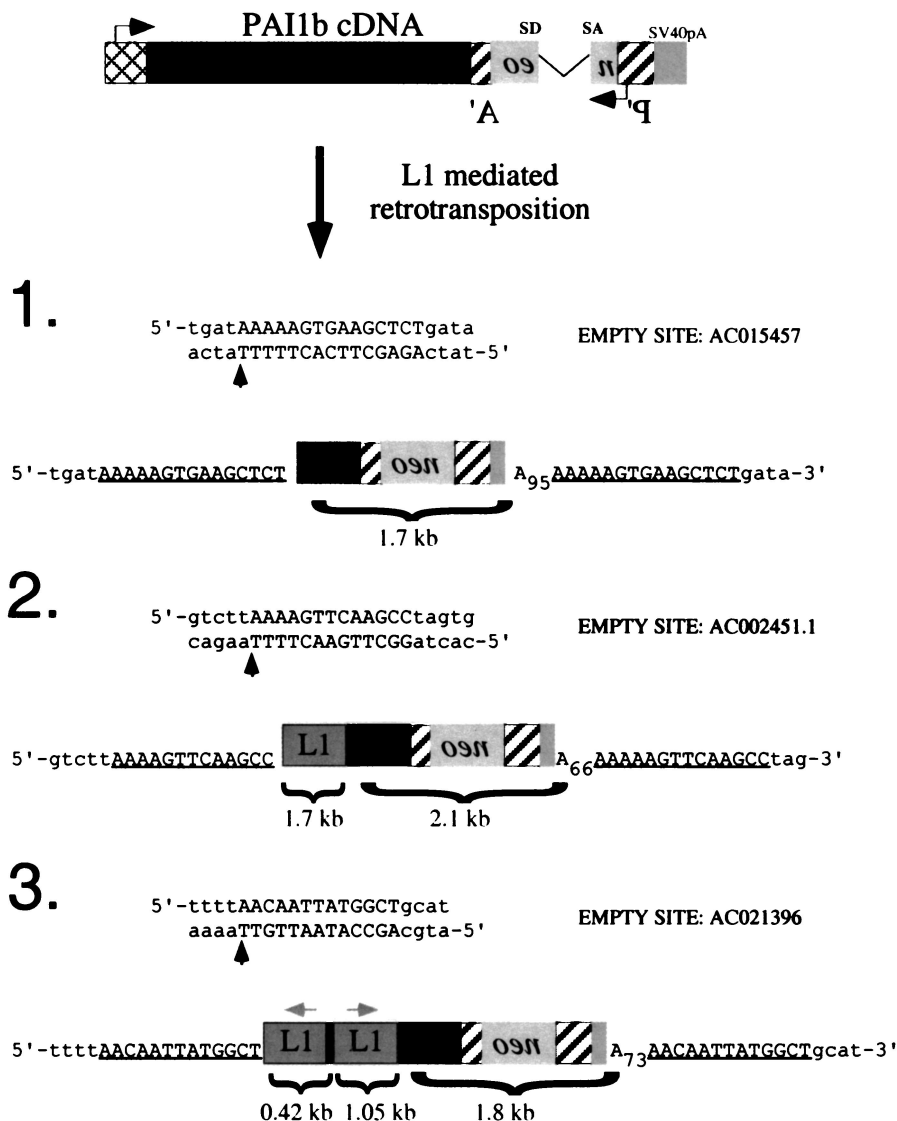 PAI1b cDNA
SD
SA
SV40pA
eo
n
A'
P'
L1 mediated
retrotransposition
1.
5'-tgatAAAAAGTGAAGCTCTgata
actaTTTTTCACTTCGAGActat-5'
EMPTY SITE: AC015457
neo
5'-tgatAAAAAGTGAAGCTCT
A95AAAAAGTGAAGCTCTgata-3'
1.7 kb
2.
5'-gtcttAAAAGTTCAAGCCtagtg
cagaaTTTTCAAGTTCGGatcac-5'
EMPTY SITE: AC002451.1
L1
neo
5'-gtcttAAAAGTTCAAGCC
A66AAAAAGTTCAAGCCtag-3'
1.7 kb
2.1 kb
3.
5'-ttttAACAATTATGGCTgcat
aaaaTTGTTAATACCGAcgta-5'
EMPTY SITE: AC021396
L1
L1
neo
5'-ttttAACAATTATGGCT
A73AACAATTATGGCTgcat-3'
0.42 kb
1.05 kb
1.8 kb